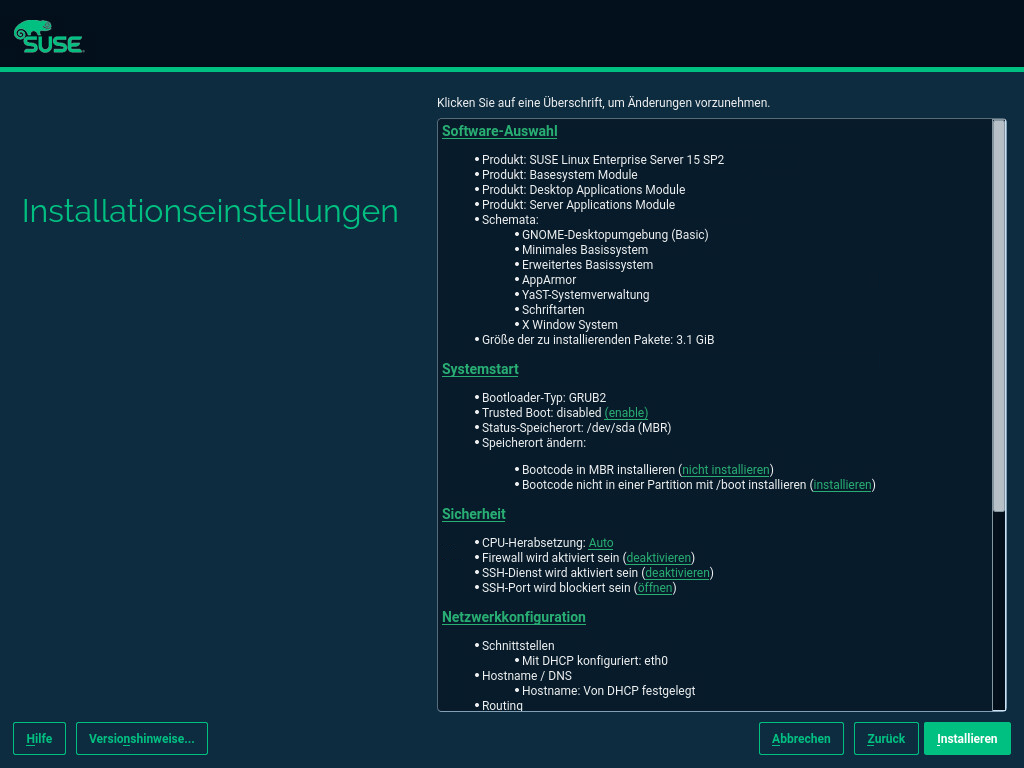 SUSE
Klicken Sie auf eine Überschrift, um Änderungen vorzunehmen.
Installationseinstellungen
Software-Auswahl
• Produkt: SUSE Linux Enterprise Server 15 SP2
• Produkt: Basesystem Module
• Produkt: Desktop Applications Module
• Produkt: Server Applications Module
• Schemata:
• GNOME-Desktopumgebung (Basic)
• Minimales Basissystem
• Erweitertes Basissystem
• AppArmor
• YaST-Systemverwaltung
• Schriftarten
• X Window System
• Größe der zu installierenden Pakete: 3.1 GiB
Systemstart
• Bootloader-Typ: GRUB2
• Trusted Boot: disabled (enable)
• Status-Speicherort: /dev/sda (MBR)
• Speicherort ändern:
• Bootcode in MBR installieren (nicht installieren)
• Bootcode nicht in einer Partition mit /boot installieren (installieren)
Sicherheit
• CPU-Herabsetzung: Auto
• Firewall wird aktiviert sein (deaktivieren)
• SSH-Dienst wird aktiviert sein (deaktivieren)
• SSH-Port wird blockiert sein (öffnen)
Netzwerkkonfiguration
• Schnittstellen
• Mit DHCP konfiguriert: eth0
• Hostname / DNS
• Hostname: Von DHCP festgelegt
• Routing
Hilfe Versionshinweise... Abbrechen Zurück Installieren